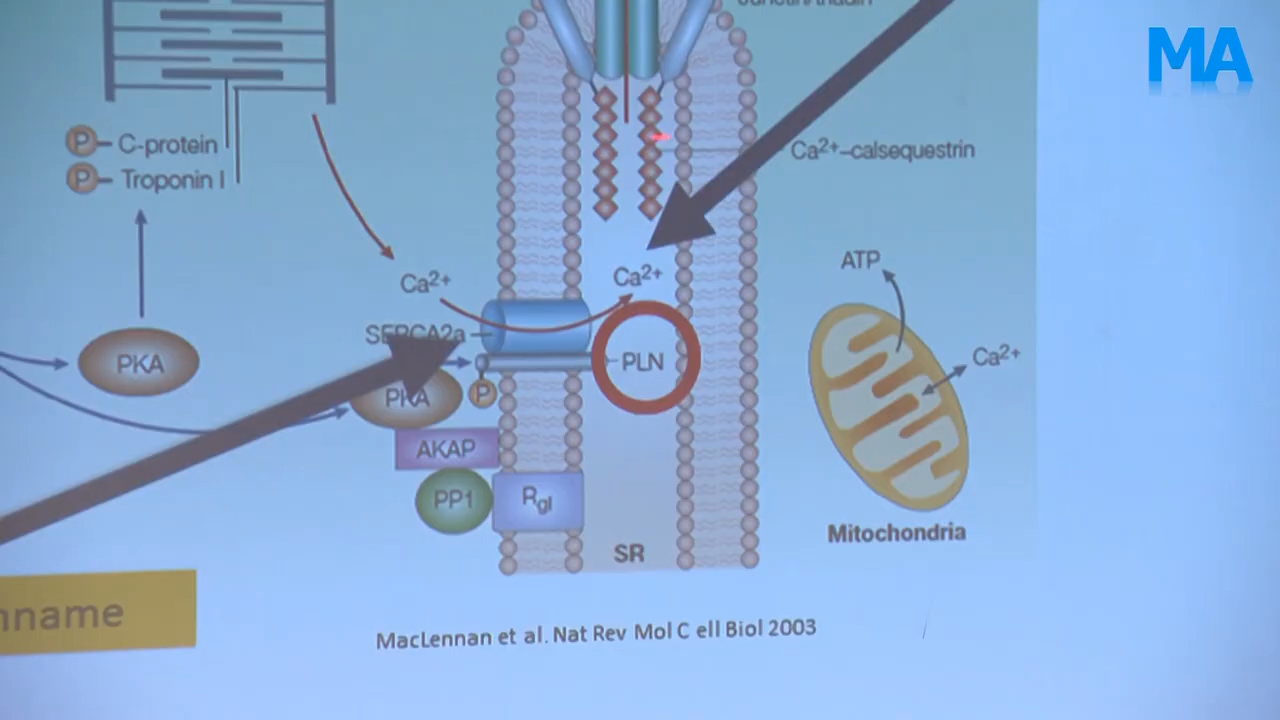 MA
P
C-protein
P
Troponin I
Ca2+–calsequestrin
Ca2+
Ca2+
ATP
SERCA2a
Ca2+
PKA
PLN
PKA
P
AKAP
PP1
Rgl
Mitochondria
SR
MacLennan et al. Nat Rev Mol C ell Biol 2003